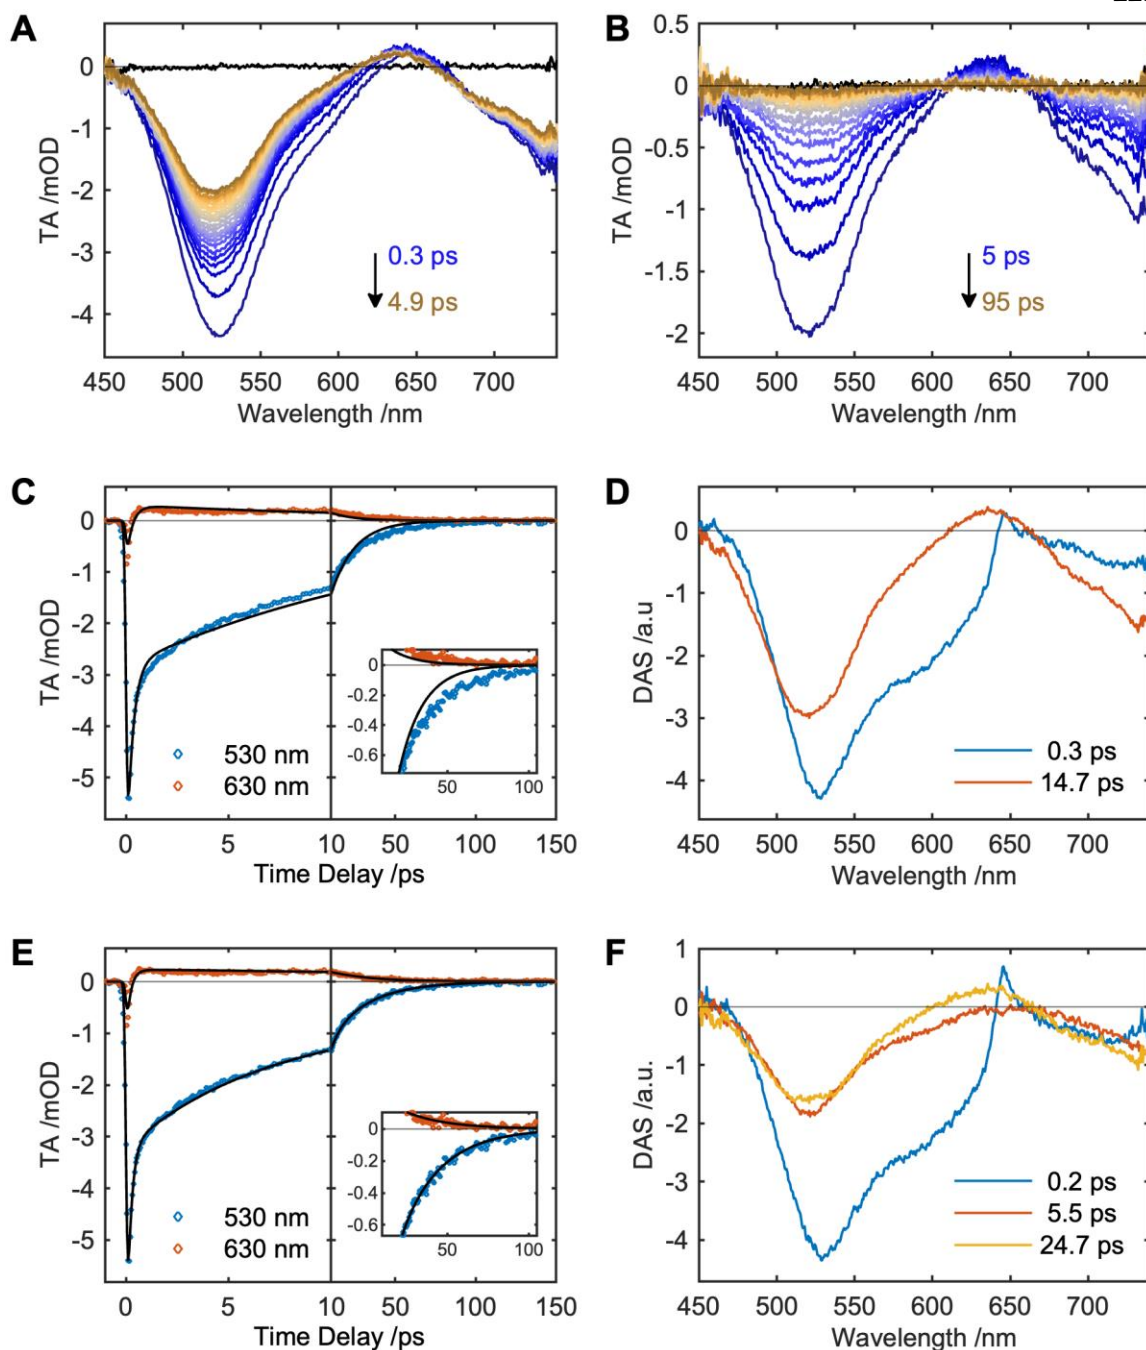 A
B
TA /mOD
0
-1
-2
-3
-4
0.3 ps
4.9 ps
450 500 550 600 650 700
Wavelength /nm
TA /mOD
0.5
0
-0.5
-1
-1.5
-2
5 ps
95 ps
450 500 550 600 650 700
Wavelength /nm
C
D
TA /mOD
0
-1
-2
-3
-4
-5
530 nm
630 nm
0
-0.2
-0.4
-0.6
50 100
0 5 10 50 100 150
Time Delay /ps
DAS /a.u
0
-1
-2
-3
-4
0.3 ps
14.7 ps
450 500 550 600 650 700
Wavelength /nm
E
F
TA /mOD
0
-1
-2
-3
-4
-5
530 nm
630 nm
0
-0.2
-0.4
-0.6
50 100
0 5 10 50 100 150
Time Delay /ps
DAS /a.u.
1
0
-1
-2
-3
-4
0.2 ps
5.5 ps
24.7 ps
450 500 550 600 650 700
Wavelength /nm